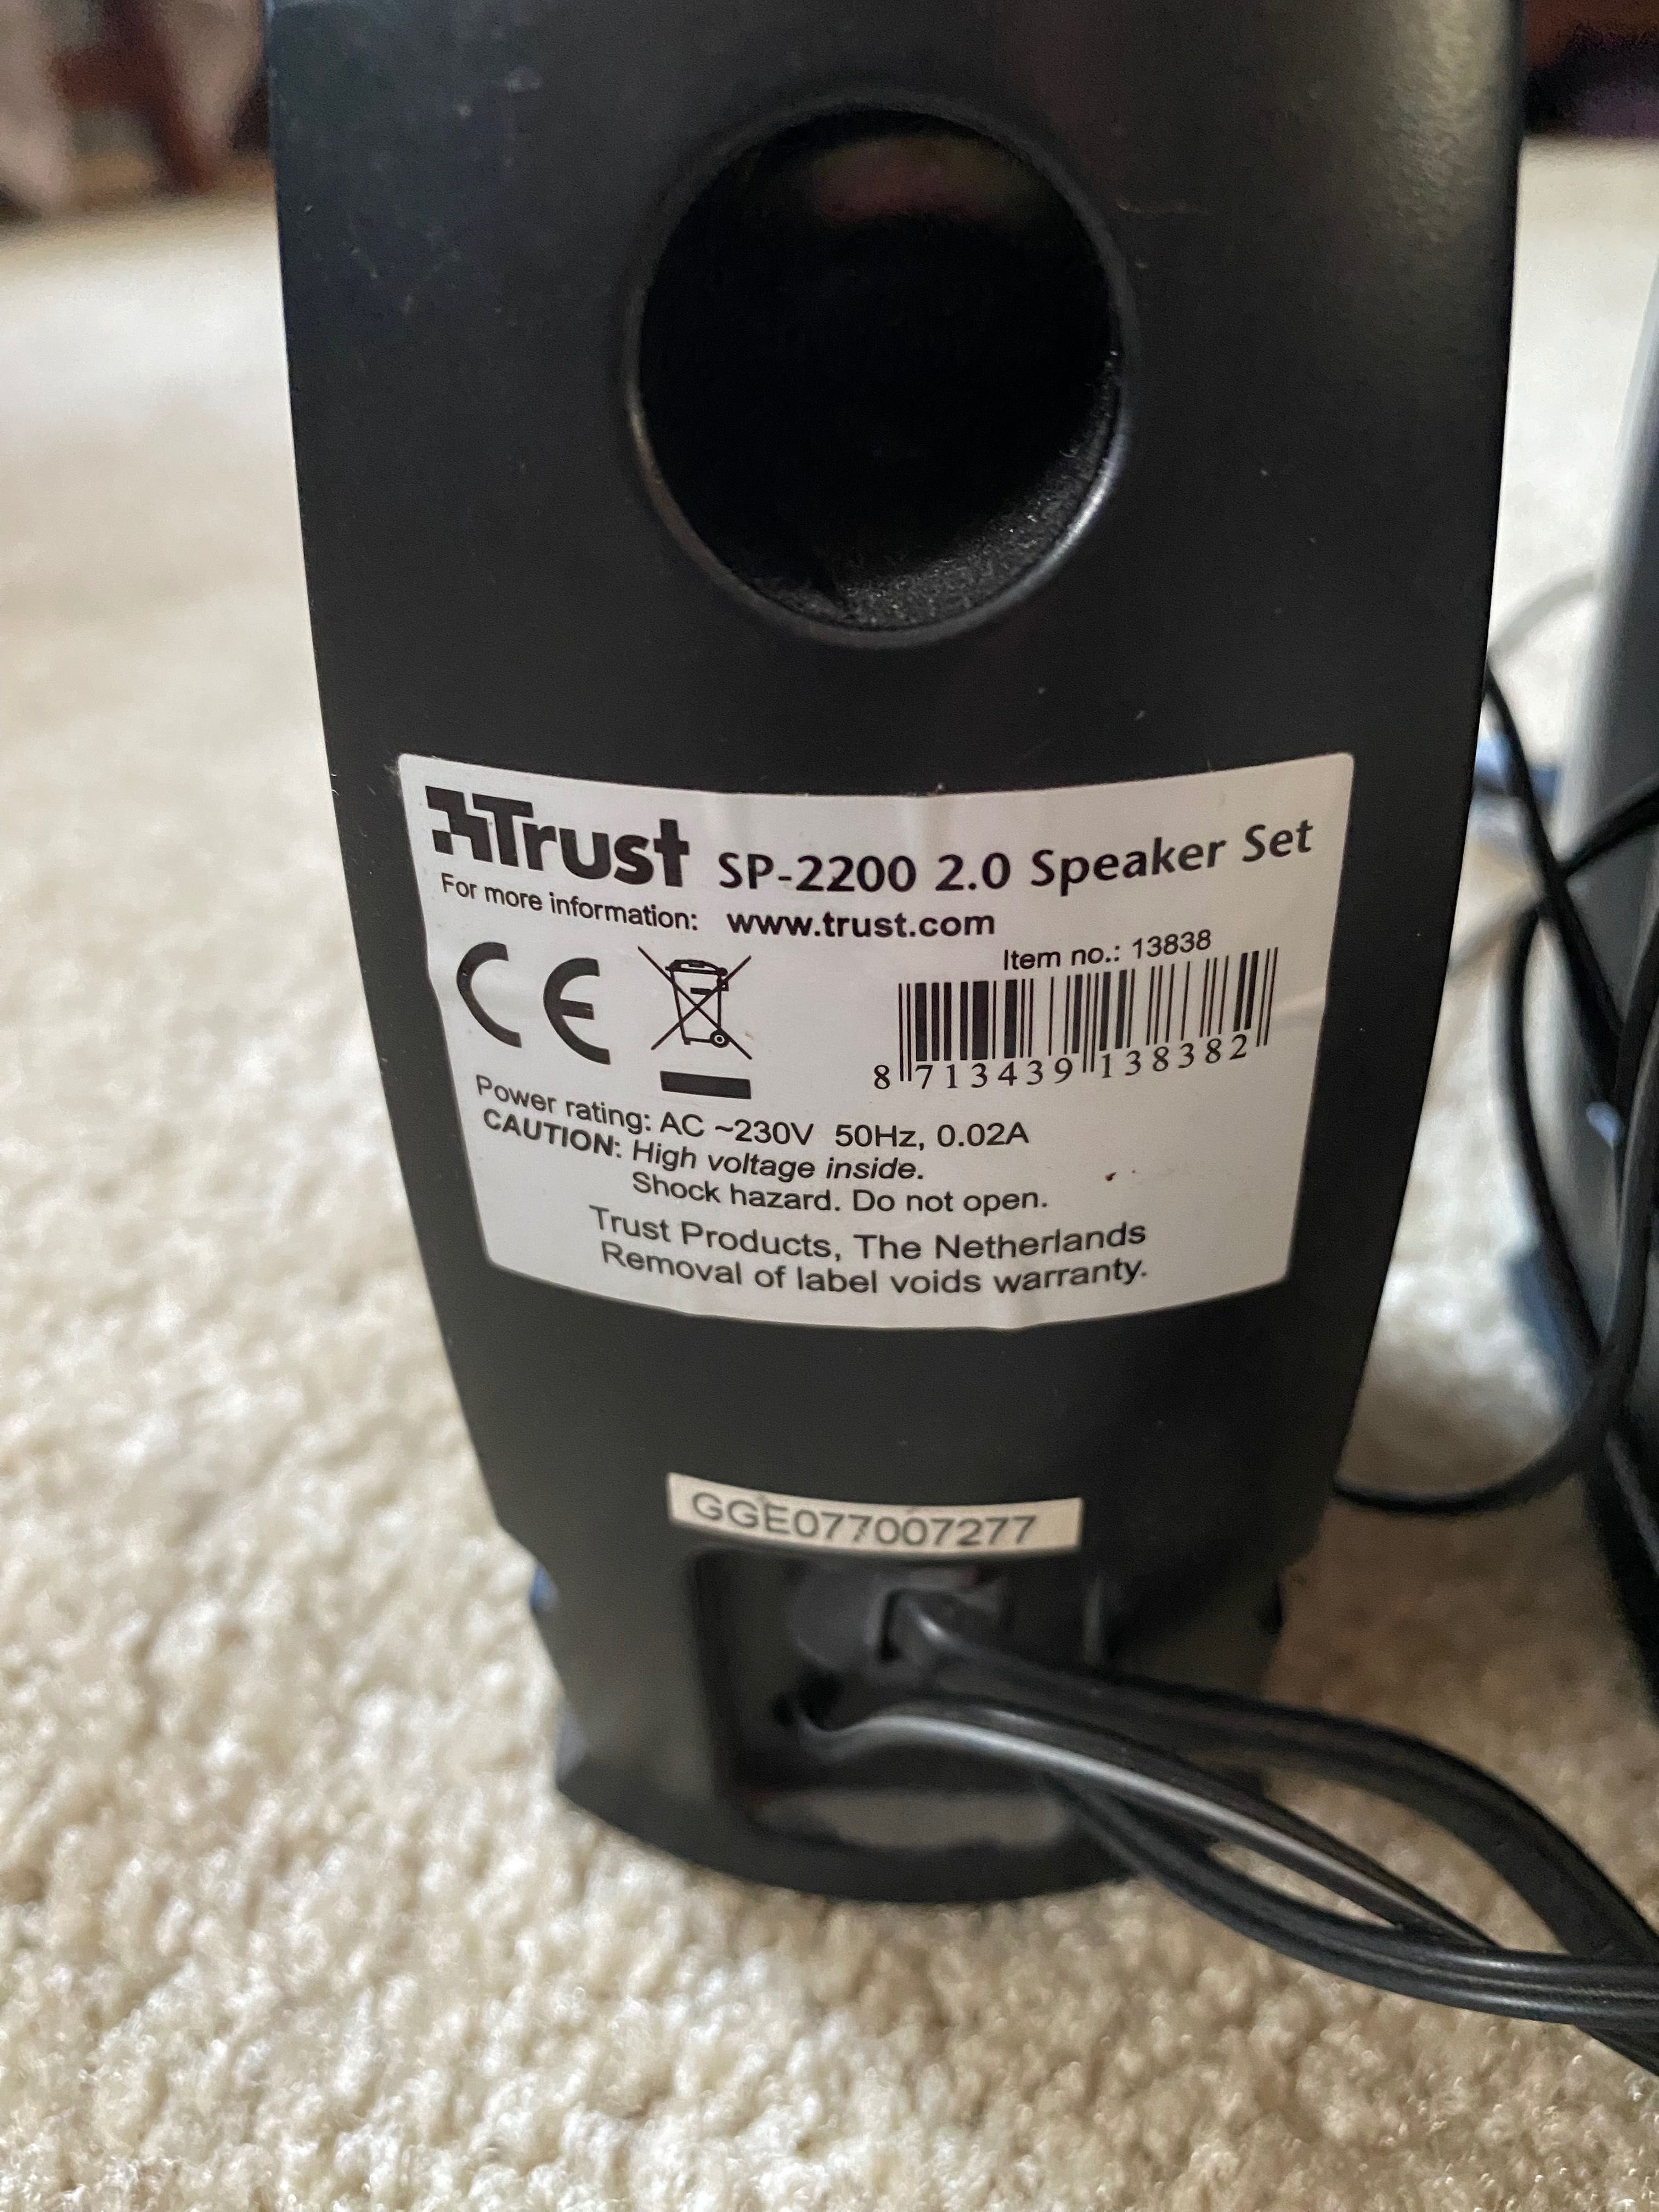 Trust SP-2200 2.0 Speaker Set
For more information: www.trust.com
CE
Item no.: 13838
8 713439 138382
Power rating: AC ~230V 50Hz, 0.02A
CAUTION: High voltage inside.
Shock hazard. Do not open.
Trust Products, The Netherlands
Removal of label voids warranty.
GGE077007277